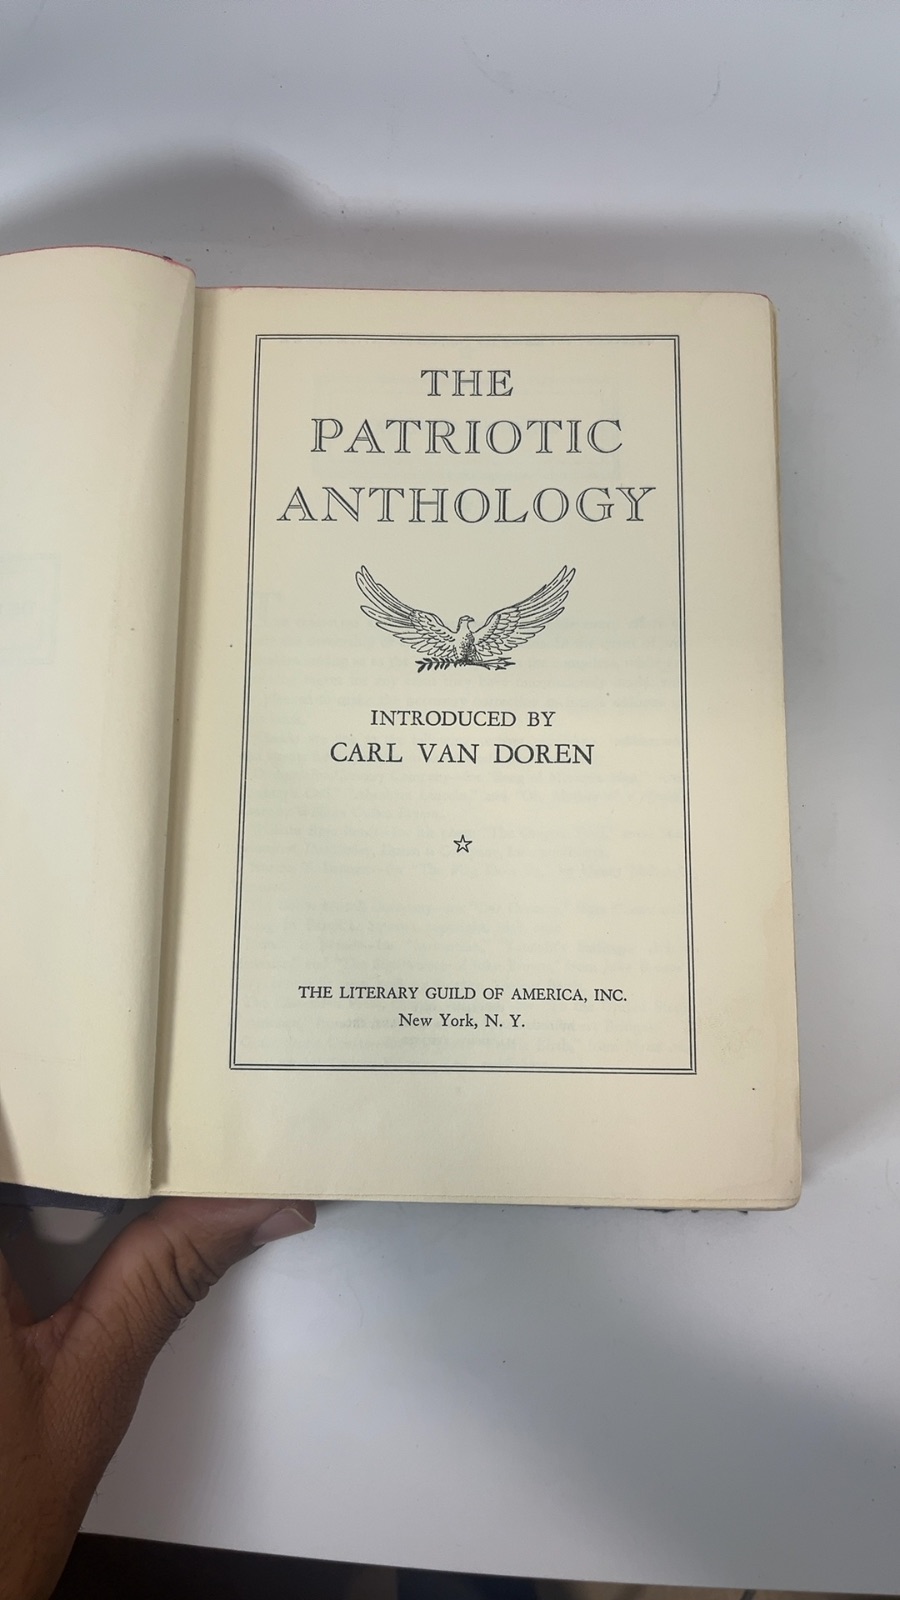 THE
PATRIOTIC
ANTHOLOGY
INTRODUCED BY
CARL VAN DOREN
THE LITERARY GUILD OF AMERICA, INC.
New York, N. Y.